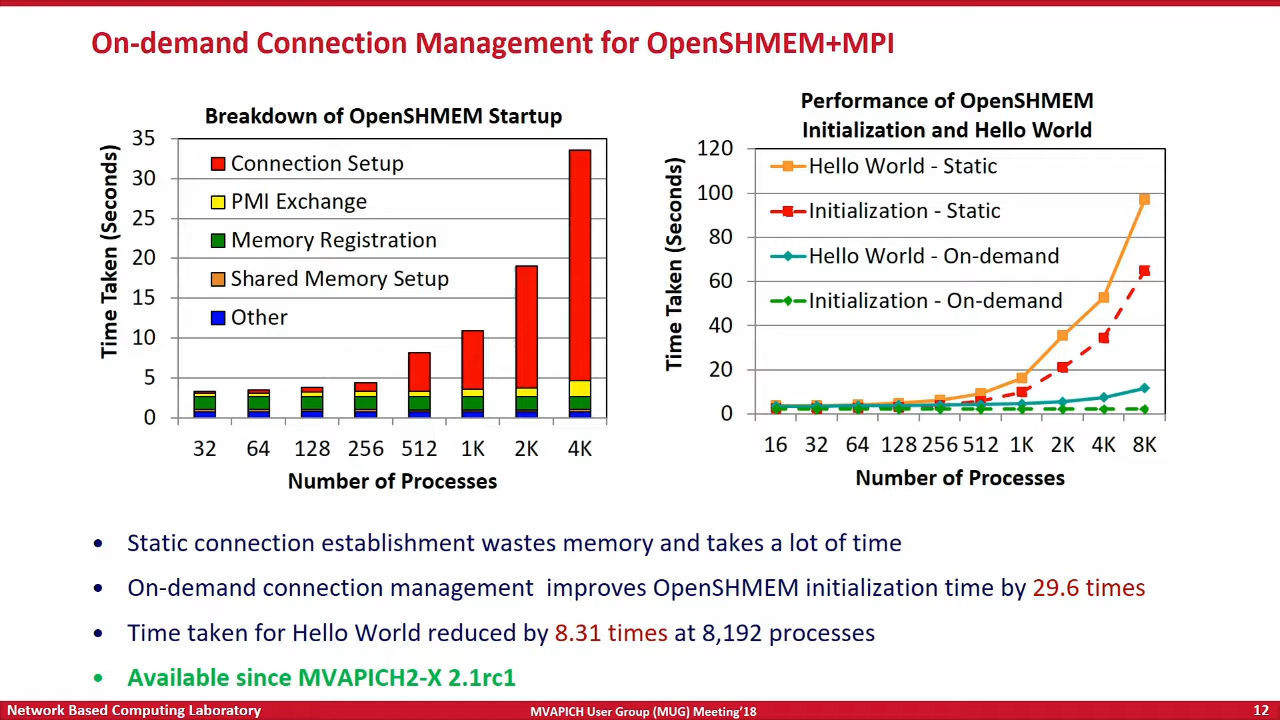 On-demand Connection Management for OpenSHMEM+MPI
Breakdown of OpenSHMEM Startup
Time Taken (Seconds)
35
30
25
20
15
10
5
0
Connection Setup
PMI Exchange
Memory Registration
Shared Memory Setup
Other
32 64 128 256 512 1K 2K 4K
Number of Processes
Performance of OpenSHMEM
Initialization and Hello World
Time Taken (Seconds)
120
100
80
60
40
20
0
Hello World - Static
Initialization - Static
Hello World - On-demand
Initialization - On-demand
16 32 64 128 256 512 1K 2K 4K 8K
Number of Processes
• Static connection establishment wastes memory and takes a lot of time
• On-demand connection management improves OpenSHMEM initialization time by 29.6 times
• Time taken for Hello World reduced by 8.31 times at 8,192 processes
• Available since MVAPICH2-X 2.1rc1
Network Based Computing Laboratory MVAPICH User Group (MUG) Meeting'18 12